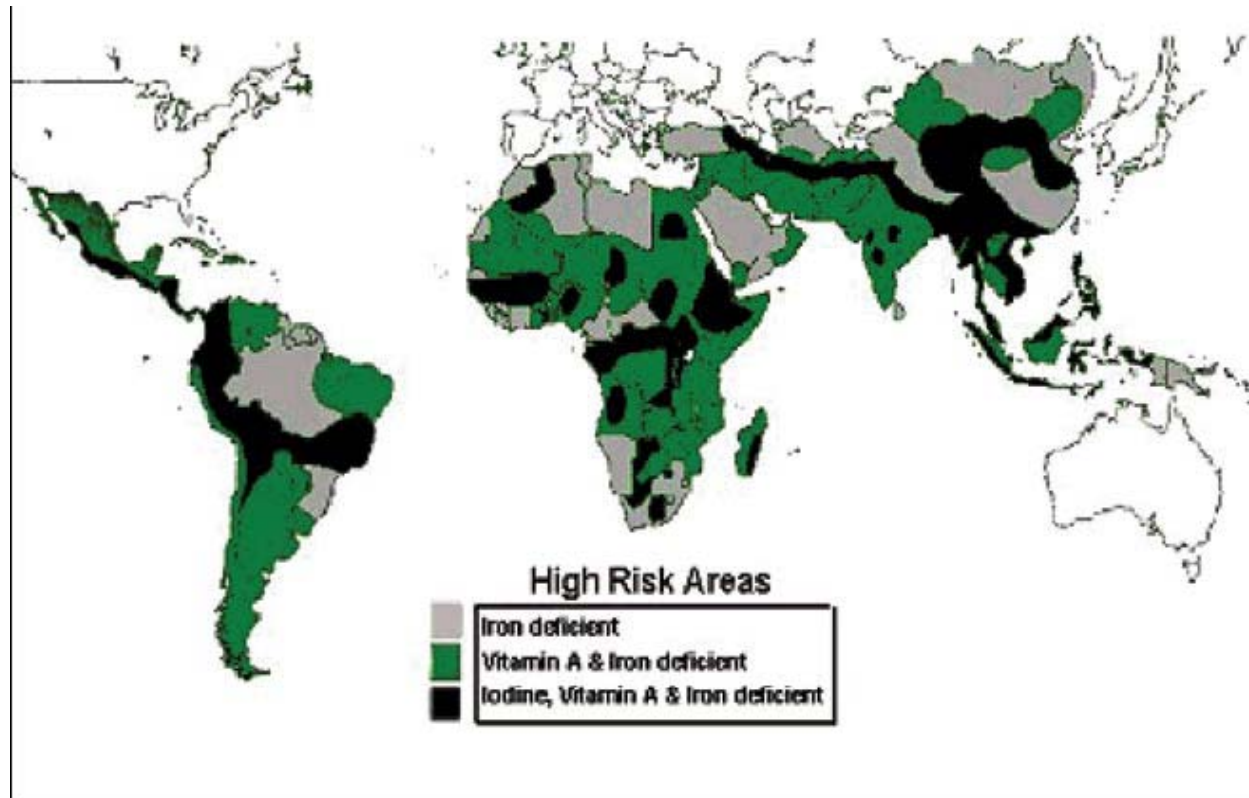 High Risk Areas
Iron deficient
Vitamin A & Iron deficient
Iodine, Vitamin A & Iron deficient